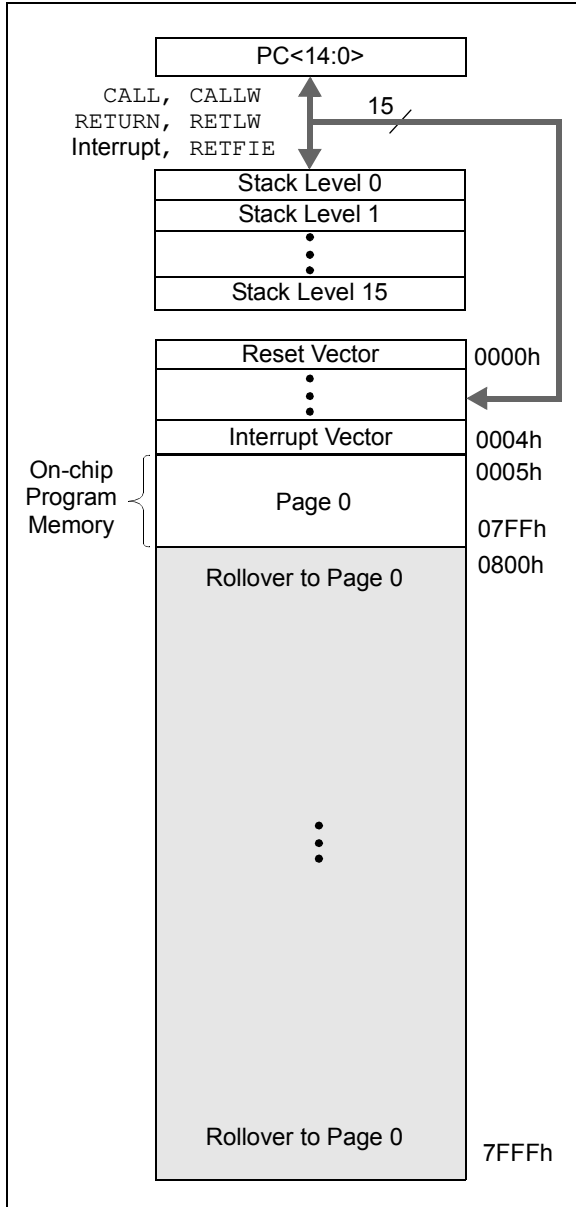 PC<14:0>
CALL, CALLW
RETURN, RETLW
Interrupt, RETFIE
15
Stack Level 0
Stack Level 1
Stack Level 15
Reset Vector
0000h
Interrupt Vector
0004h
On-chip
Program
Memory
0005h
Page 0
07FFh
Rollover to Page 0
0800h
Rollover to Page 0
7FFFh